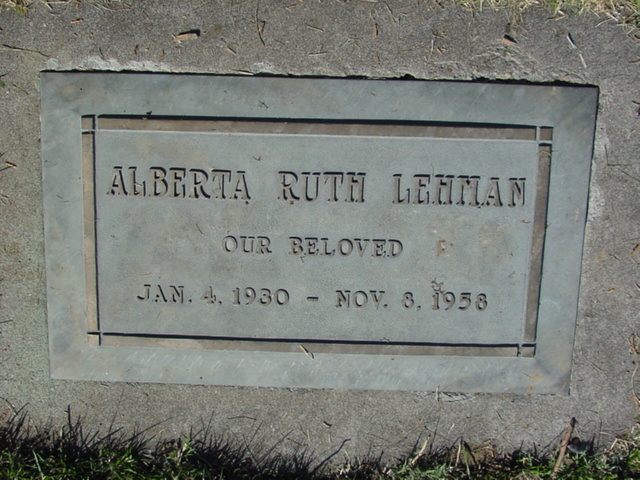 ALBERTA RUTH LEHMAN
OUR BELOVED
JAN. 4, 1930 – NOV. 8, 1958